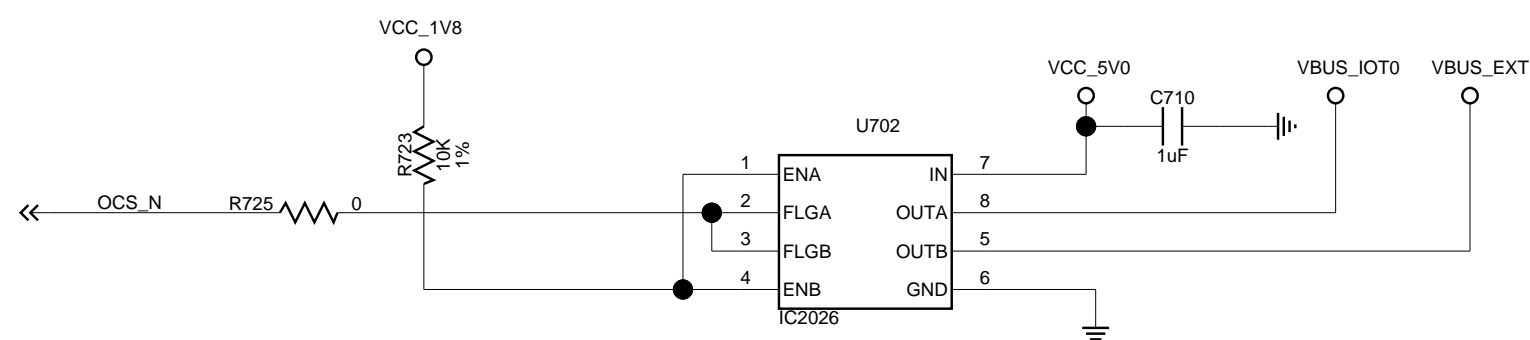 VCC_1V8
VCC_5V0
VBUS_IOT0
VBUS_EXT
C710
1uF
R723
10K
1%
U702
OCS_N
R725
0
1
ENA
IN
7
2
FLGA
OUTA
8
3
FLGB
OUTB
5
4
ENB
GND
6
IC2026